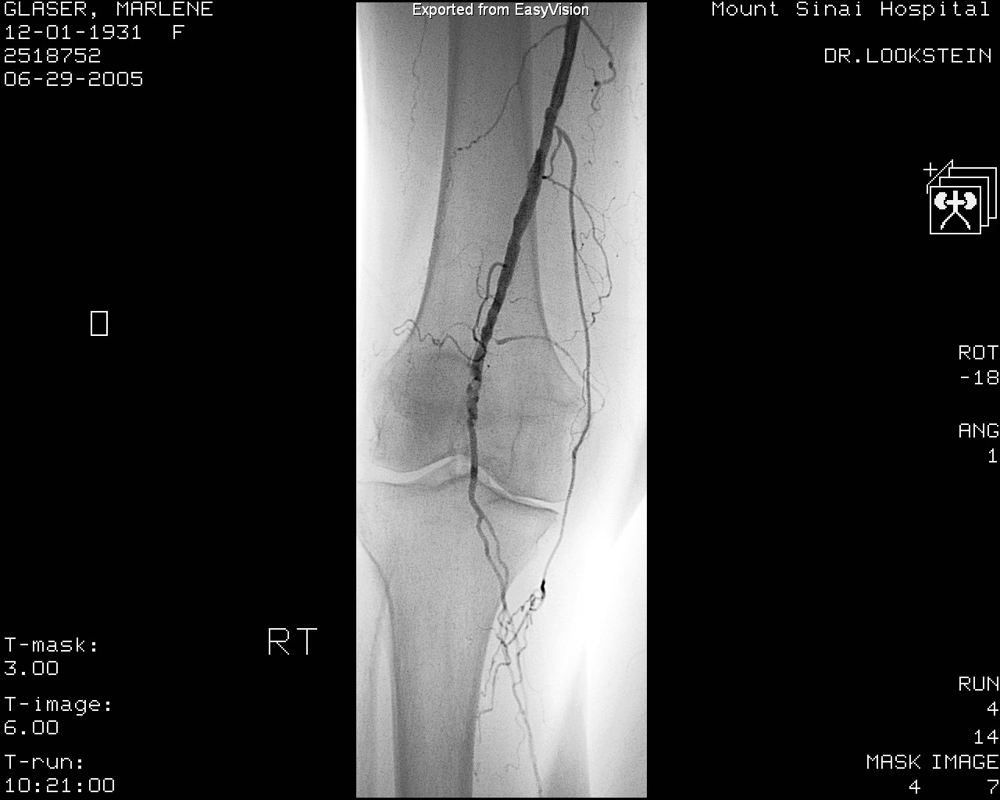 GLASER, MARLENE
12-01-1931 F
2518752
06-29-2005
Exported from EasyVision
Mount Sinai Hospital
DR.LOOKSTEIN
ROT
-18
ANG
1
RT
T-mask:
3.00
T-image:
6.00
T-run:
10:21:00
RUN
4
14
MASK IMAGE
4 7